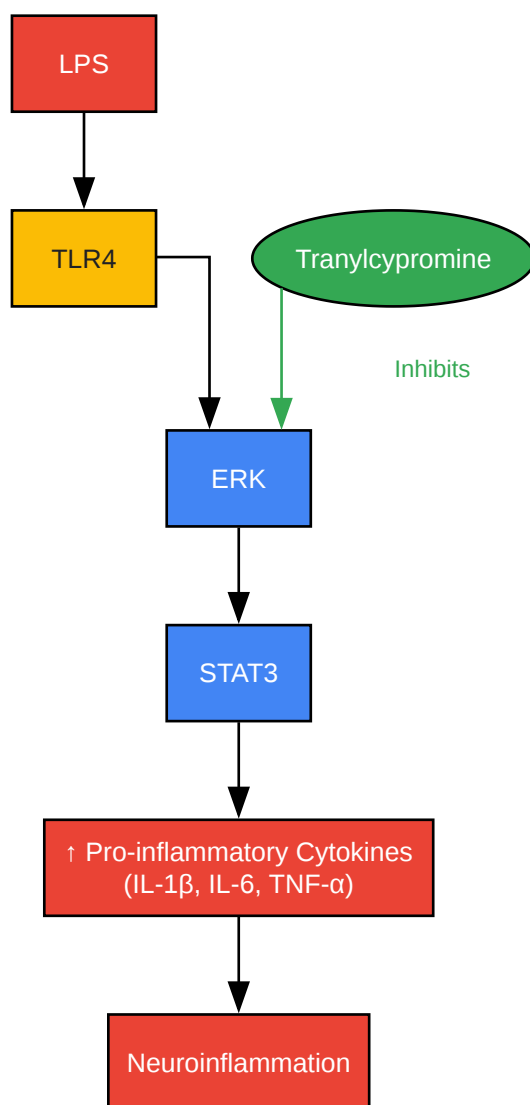 LPS
TLR4
Tranylcypromine
Inhibits
ERK
STAT3
↑ Pro-inflammatory Cytokines
(IL-1β, IL-6, TNF-α)
Neuroinflammation